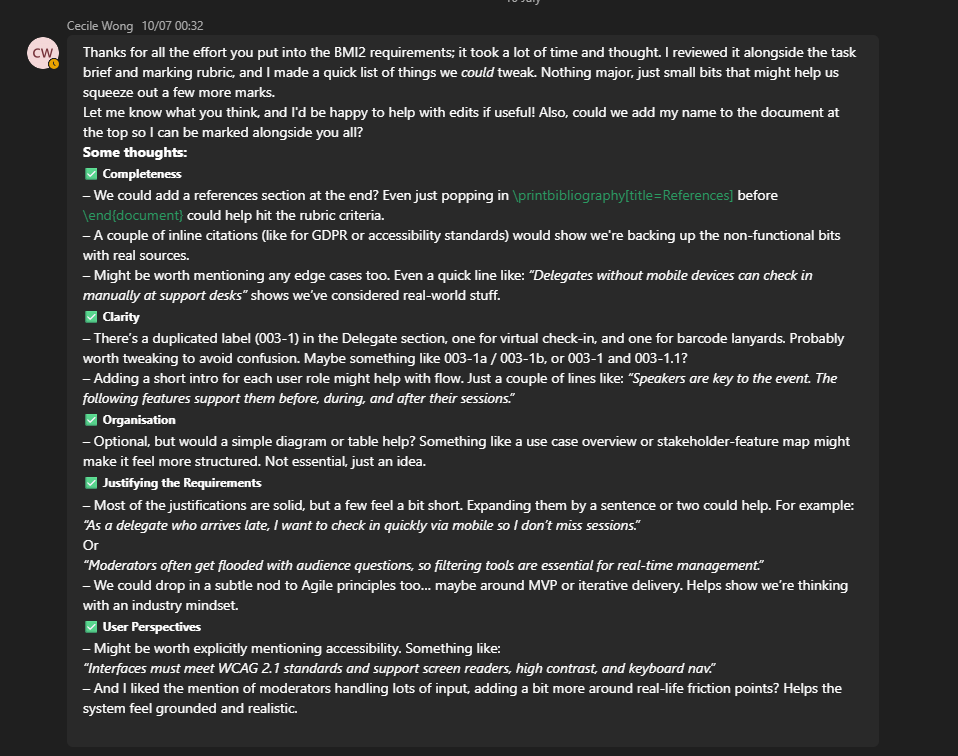 10 July
Cecile Wong 10/07 00:32
CW
Thanks for all the effort you put into the BMI2 requirements; it took a lot of time and thought. I reviewed it alongside the task
brief and marking rubric, and I made a quick list of things we could tweak. Nothing major, just small bits that might help us
squeeze out a few more marks.
Let me know what you think, and I'd be happy to help with edits if useful! Also, could we add my name to the document at
the top so I can be marked alongside you all?
Some thoughts:
✅ Completeness
– We could add a references section at the end? Even just popping in \printbibliography[title=References] before
\end{document} could help hit the rubric criteria.
– A couple of inline citations (like for GDPR or accessibility standards) would show we're backing up the non-functional bits
with real sources.
– Might be worth mentioning any edge cases too. Even a quick line like: “Delegates without mobile devices can check in
manually at support desks” shows we’ve considered real-world stuff.
✅ Clarity
– There’s a duplicated label (003-1) in the Delegate section, one for virtual check-in, and one for barcode lanyards. Probably
worth tweaking to avoid confusion. Maybe something like 003-1a / 003-1b, or 003-1 and 003-1.1?
– Adding a short intro for each user role might help with flow. Just a couple of lines like: “Speakers are key to the event. The
following features support them before, during, and after their sessions.”
✅ Organisation
– Optional, but would a simple diagram or table help? Something like a use case overview or stakeholder-feature map might
make it feel more structured. Not essential, just an idea.
✅ Justifying the Requirements
– Most of the justifications are solid, but a few feel a bit short. Expanding them by a sentence or two could help. For example:
“As a delegate who arrives late, I want to check in quickly via mobile so I don’t miss sessions.”
Or
“Moderators often get flooded with audience questions, so filtering tools are essential for real-time management.”
– We could drop in a subtle nod to Agile principles too... maybe around MVP or iterative delivery. Helps show we’re thinking
with an industry mindset.
✅ User Perspectives
– Might be worth explicitly mentioning accessibility. Something like:
“Interfaces must meet WCAG 2.1 standards and support screen readers, high contrast, and keyboard nav.”
– And I liked the mention of moderators handling lots of input, adding a bit more around real-life friction points? Helps the
system feel grounded and realistic.